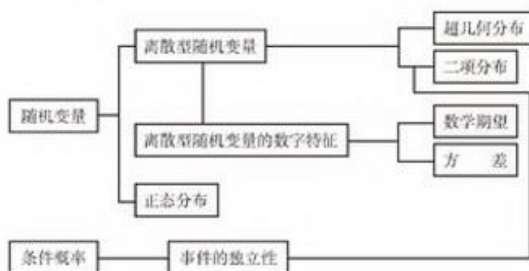 超几何分布
离散型随机变量
二项分布
随机变量
数学期望
离散型随机变量的数字特征
方 差
正态分布
条件概率
事件的独立性